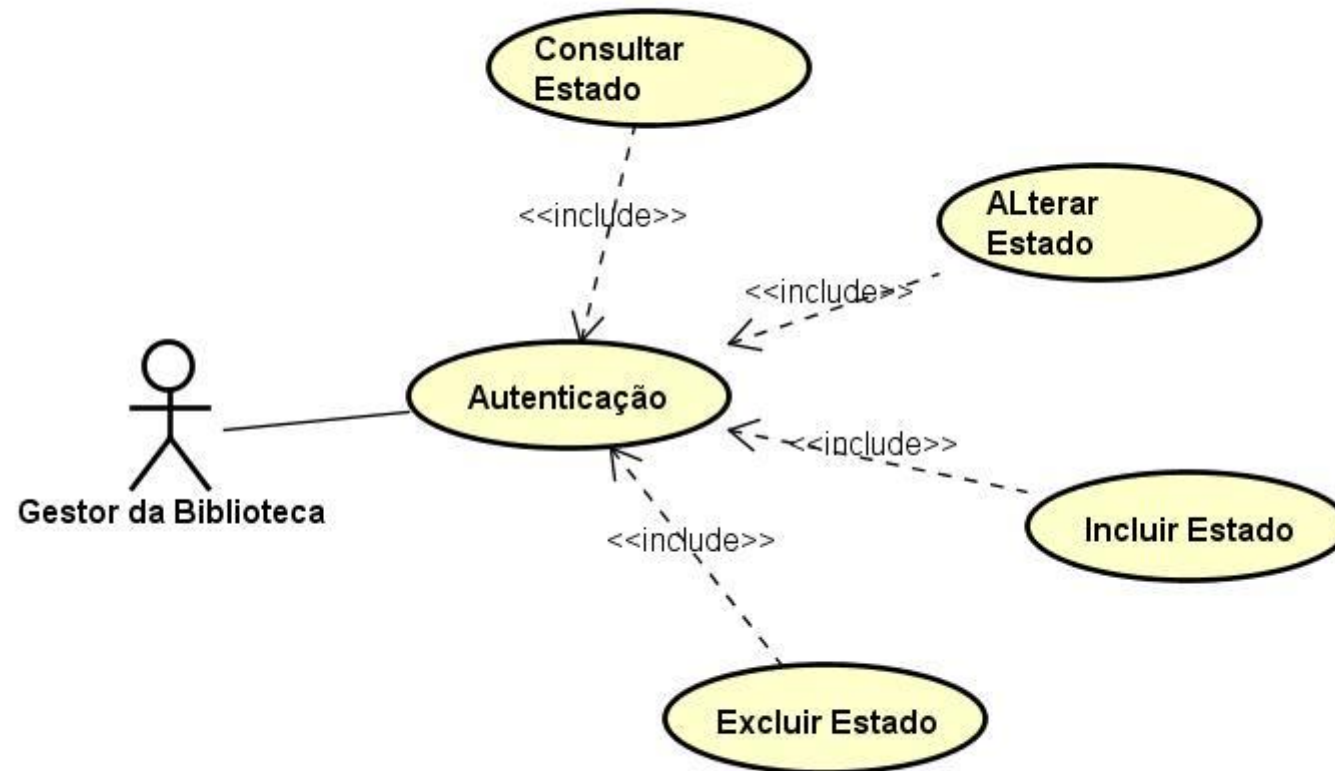 Consultar
Estado
<<include>>
ALterar
Estado
<<include>>
Autenticação
<<include>>
Gestor da Biblioteca
Incluir Estado
<<include>>
Excluir Estado